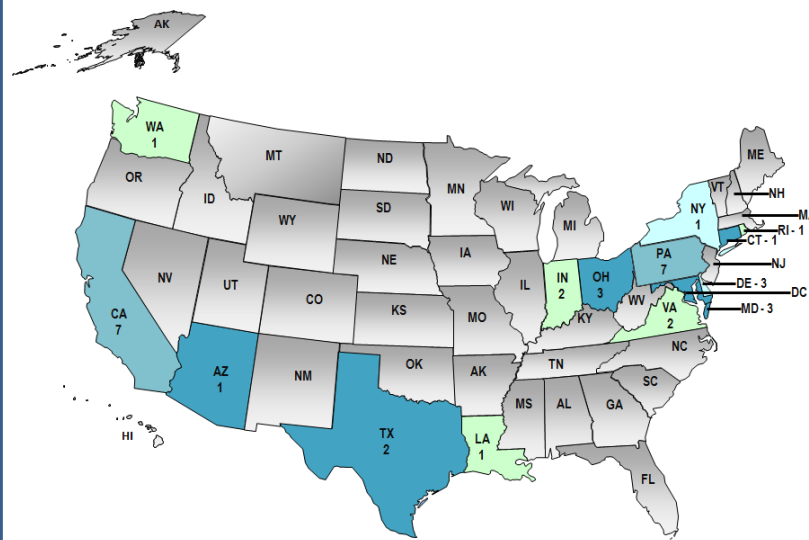 AK
WA
1
MT
ND
ME
OR
ID
MN
VT
NH
SD
WI
NY
1
MI
RI - 1
WY
CT - 1
IA
PA
7
NE
NJ
NV
UT
IL
IN
2
OH
3
DE - 3
CO
DC
WV
CA
7
KS
MO
VA
2
MD - 3
KY
NC
AZ
1
NM
OK
AK
TN
SC
MS
AL
GA
HI
TX
2
LA
1
FL